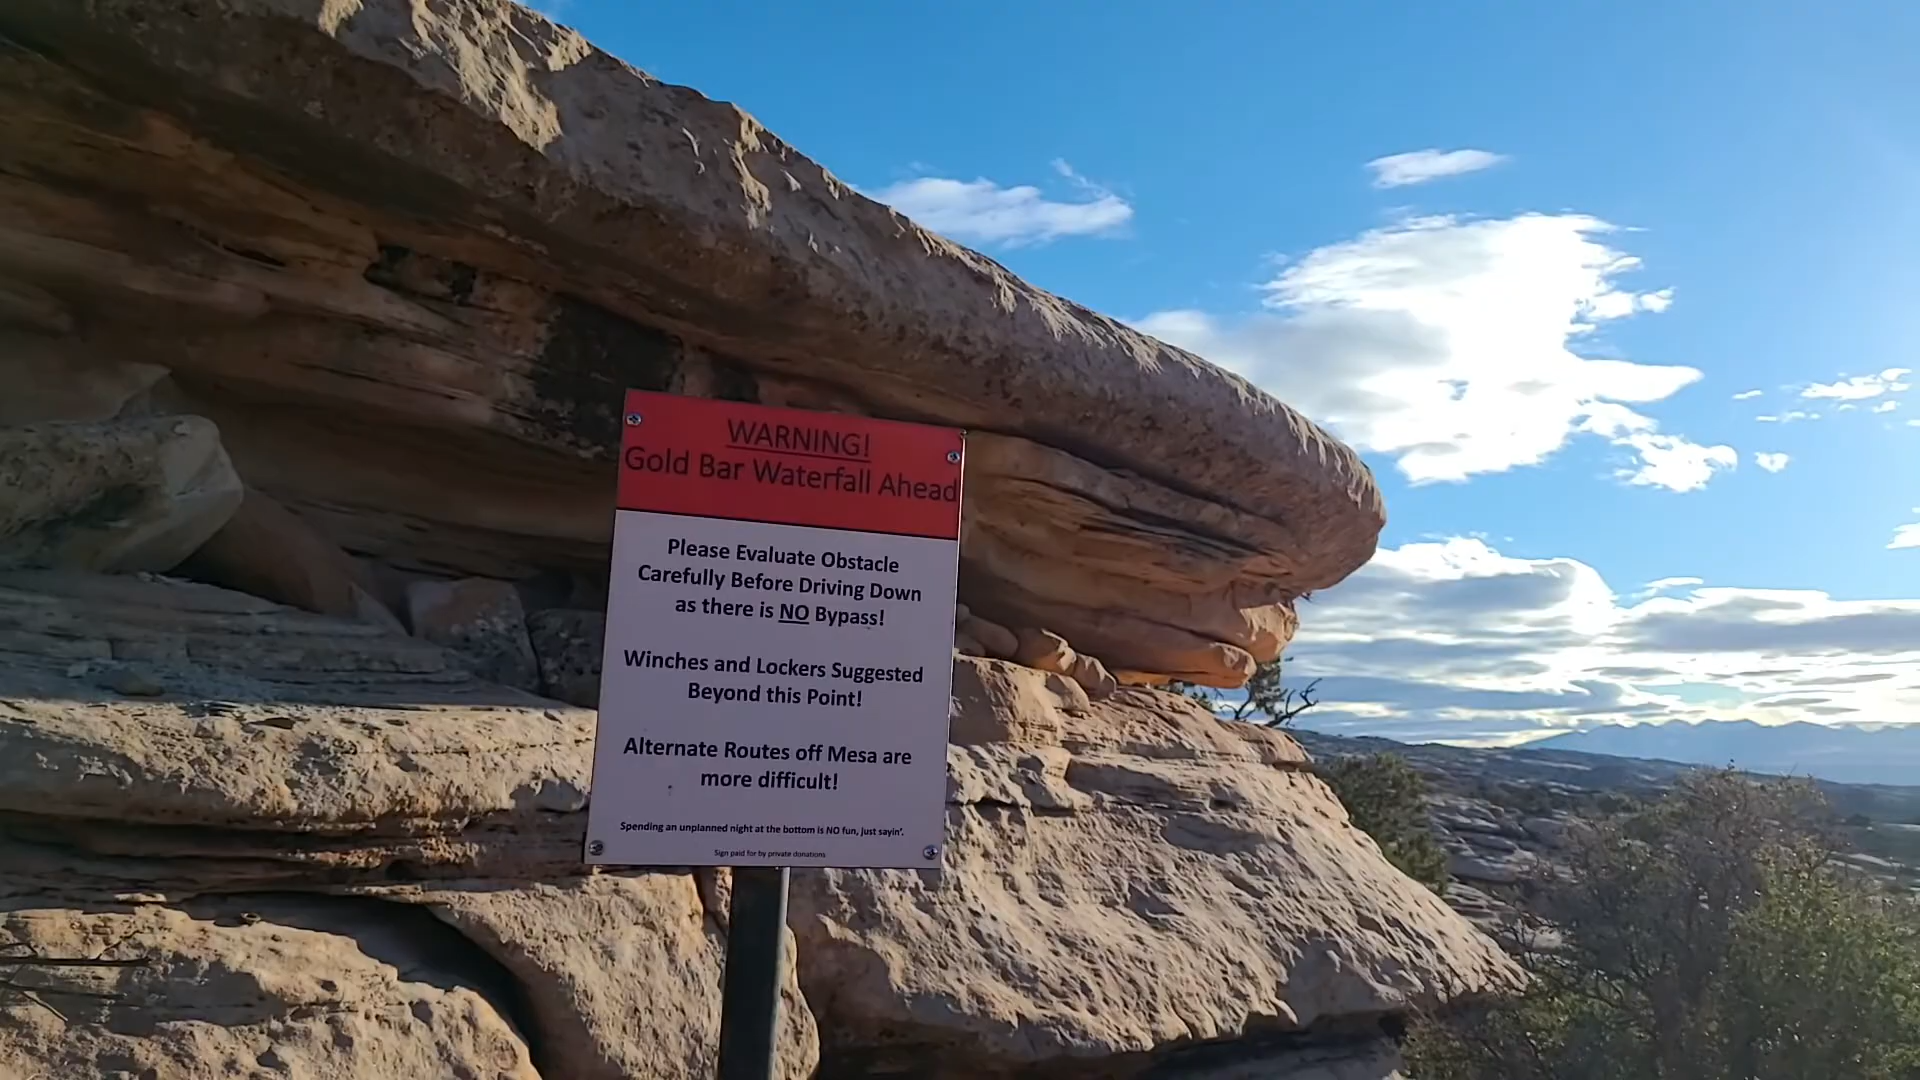 WARNING!
Gold Bar Waterfall Ahead
Please Evaluate Obstacle
Carefully Before Driving Down
as there is NO Bypass!
Winches and Lockers Suggested
Beyond this Point!
Alternate Routes off Mesa are
more difficult!
Spending an unplanned night at the bottom is NO fun, just sayin'.
Sign paid for by private donations